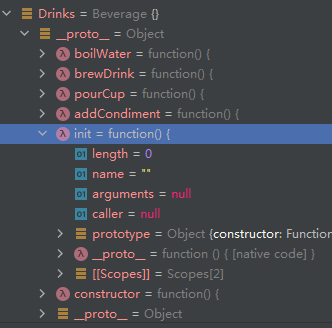 Drinks = Beverage {}
__proto__ = Object
boilWater = function() {
brewDrink = function() {
pourCup = function() {
addCondiment = function() {
init = function() {
length = 0
name = ""
arguments = null
caller = null
prototype = Object {constructor: Function
__proto__ = function () { [native code] }
[[Scopes]] = Scopes[2]
constructor = function() {
__proto__ = Object